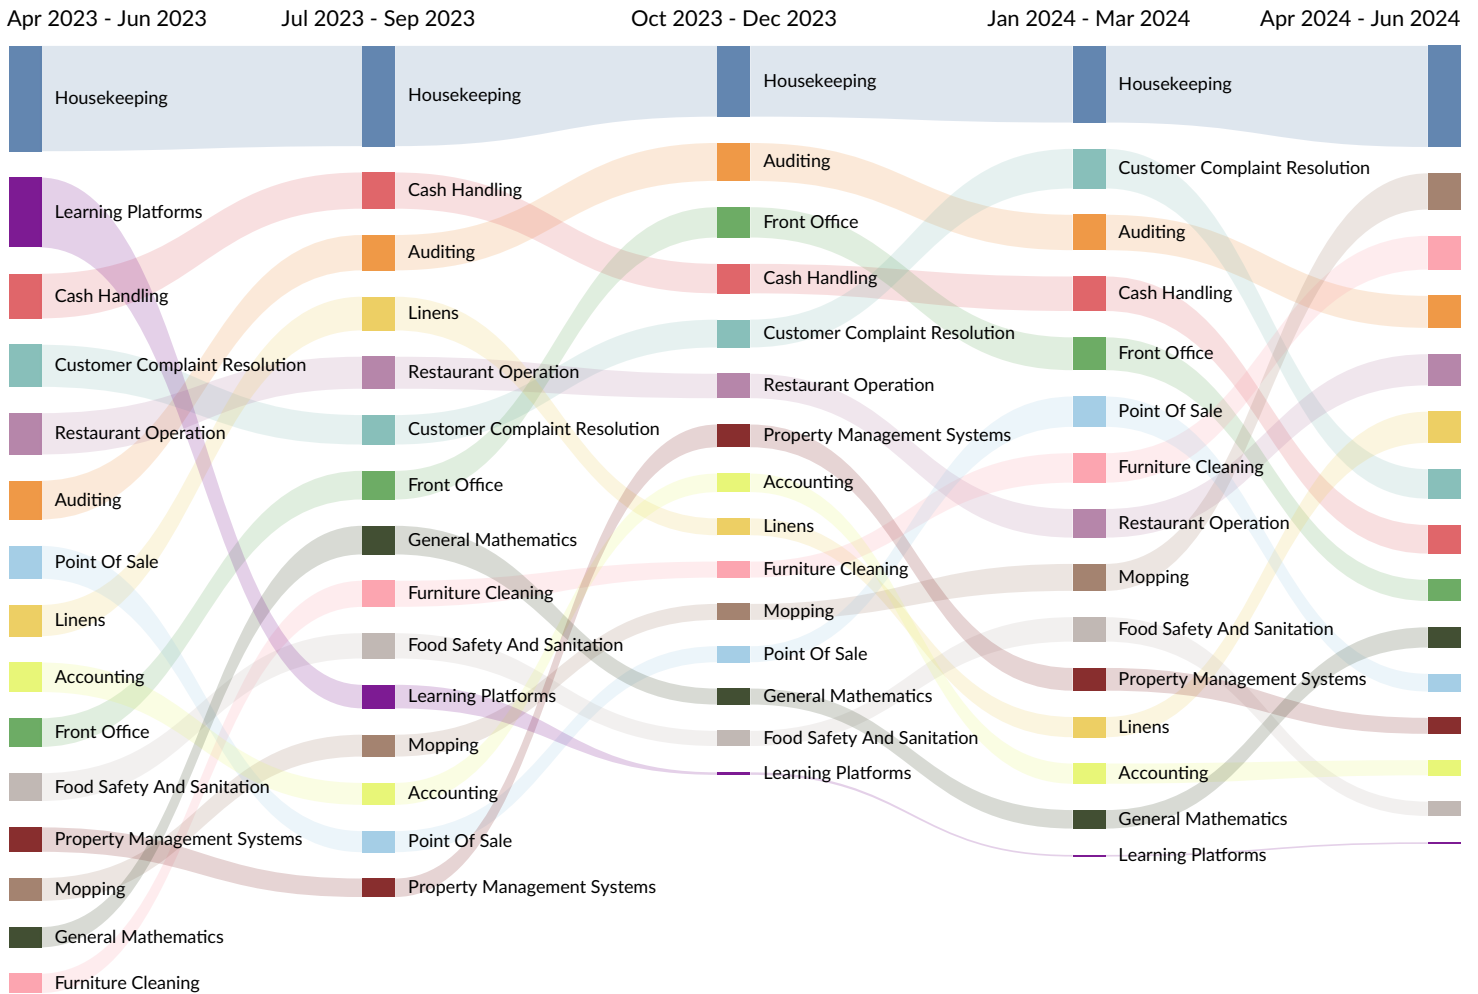 Apr 2023 - Jun 2023
Jul 2023 - Sep 2023
Oct 2023 - Dec 2023
Jan 2024 - Mar 2024
Apr 2024 - Jun 2024
Housekeeping
Learning Platforms
Cash Handling
Customer Complaint Resolution
Restaurant Operation
Auditing
Point Of Sale
Linens
Accounting
Front Office
Food Safety And Sanitation
Property Management Systems
Mopping
General Mathematics
Furniture Cleaning
Housekeeping
Cash Handling
Auditing
Linens
Restaurant Operation
Customer Complaint Resolution
Front Office
General Mathematics
Furniture Cleaning
Food Safety And Sanitation
Learning Platforms
Mopping
Accounting
Point Of Sale
Property Management Systems
Housekeeping
Auditing
Front Office
Cash Handling
Customer Complaint Resolution
Restaurant Operation
Property Management Systems
Accounting
Linens
Furniture Cleaning
Mopping
Point Of Sale
General Mathematics
Food Safety And Sanitation
Learning Platforms
Housekeeping
Customer Complaint Resolution
Auditing
Cash Handling
Front Office
Point Of Sale
Furniture Cleaning
Restaurant Operation
Mopping
Food Safety And Sanitation
Property Management Systems
Linens
Accounting
General Mathematics
Learning Platforms